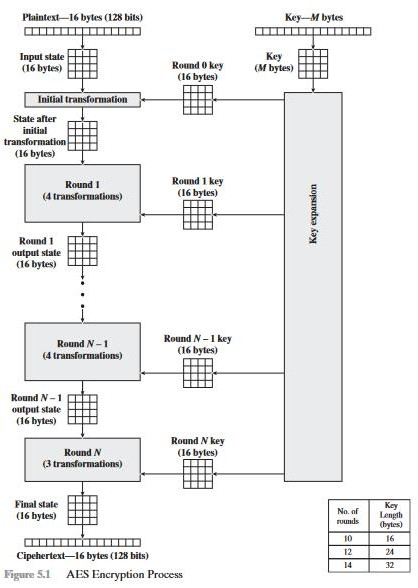 Plaintext—16 bytes (128 bits)
Key—M bytes
Input state
(16 bytes)
Round 0 key
(16 bytes)
Key
(M bytes)
Initial transformation
State after
initial
transformation
(16 bytes)
Round 1
(4 transformations)
Round 1 key
(16 bytes)
Key expansion
Round 1
output state
(16 bytes)
Round N – 1
(4 transformations)
Round N – 1 key
(16 bytes)
Round N – 1
output state
(16 bytes)
Round N
(3 transformations)
Round N key
(16 bytes)
Final state
(16 bytes)
No. of
rounds
Key
Length
(bytes)
10 16
12 24
14 32
Cipehertext—16 bytes (128 bits)
Figure 5.1 AES Encryption Process